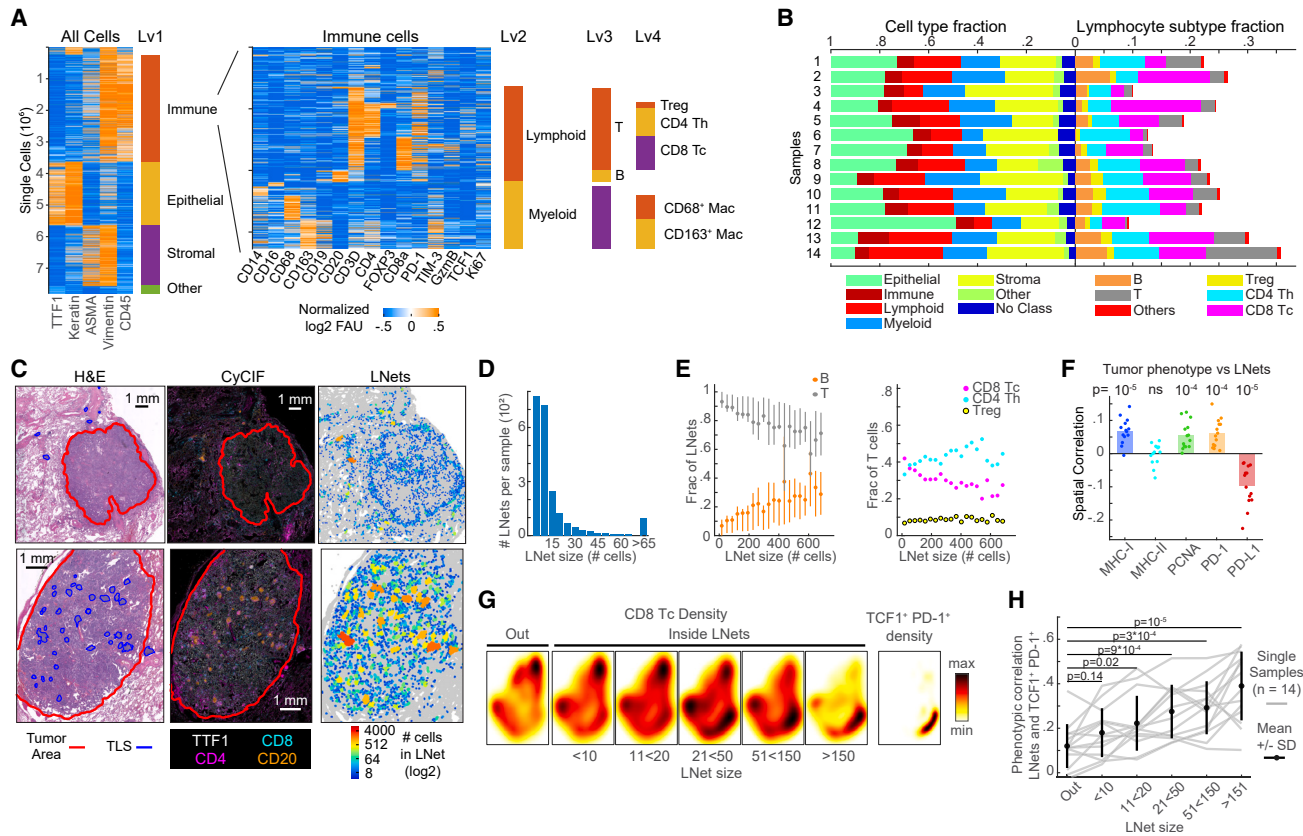 A
All Cells
Lv1
Immune cells
Lv2
Lv3
Lv4
Single Cells (10⁶)
1
2
3
4
5
6
7
Immune
Epithelial
Stromal
Other
Lymphoid
Myeloid
T
B
Treg
CD4 Th
CD8 Tc
CD68⁺ Mac
CD163⁺ Mac
TTF1
Keratin
ASMA
Vimentin
CD45
CD14
CD16
CD68
CD163
CD19
CD20
CD3D
CD4
FOXP3
CD8a
PD-1
TIM-3
GzmB
TCF1
Ki67
Normalized
log2 FAU
-.5 0 .5
B
Cell type fraction
Lymphocyte subtype fraction
1 .8 .6 .4 .2 0 .1 .2 .3
Samples
1
2
3
4
5
6
7
8
9
10
11
12
13
14
Epithelial
Immune
Lymphoid
Myeloid
Stroma
Other
No Class
B
T
Others
Treg
CD4 Th
CD8 Tc
C
H&E
CyCIF
LNets
1 mm
1 mm
1 mm
1 mm
Tumor
Area
TLS
TTF1 CD8
CD4 CD20
4000
512
64
8
# cells
in LNet
(log2)
D
# LNets per sample (10²)
0
2
4
6
15 30 45 60 >65
LNet size (# cells)
E
B
T
Frac of LNets
0
.2
.4
.6
.8
1
0 200 400 600
LNet size (# cells)
CD8 Tc
CD4 Th
Treg
Frac of T cells
0
.2
.4
.6
.8
0 200 400 600
LNet size (# cells)
F
Tumor phenotype vs LNets
p= 10⁻⁵ ns 10⁻⁴ 10⁻⁴ 10⁻⁵
Spatial Correlation
.1
0
-.1
-.2
MHC-I
MHC-II
PCNA
PD-1
PD-L1
G
CD8 Tc Density
Out
Inside LNets
TCF1⁺ PD-1⁺
density
max
min
<10 11<20 21<50 51<150 >150
LNet size
H
Phenotypic correlation
LNets and TCF1⁺ PD-1⁺
0
.2
.4
.6
p=10⁻⁵
p=3*10⁻⁴
p=9*10⁻⁴
p=0.02
p=0.14
Single
Samples
(n = 14)
Mean
+/- SD
Out
<10
11<20
21<50
51<150
>151
LNet size